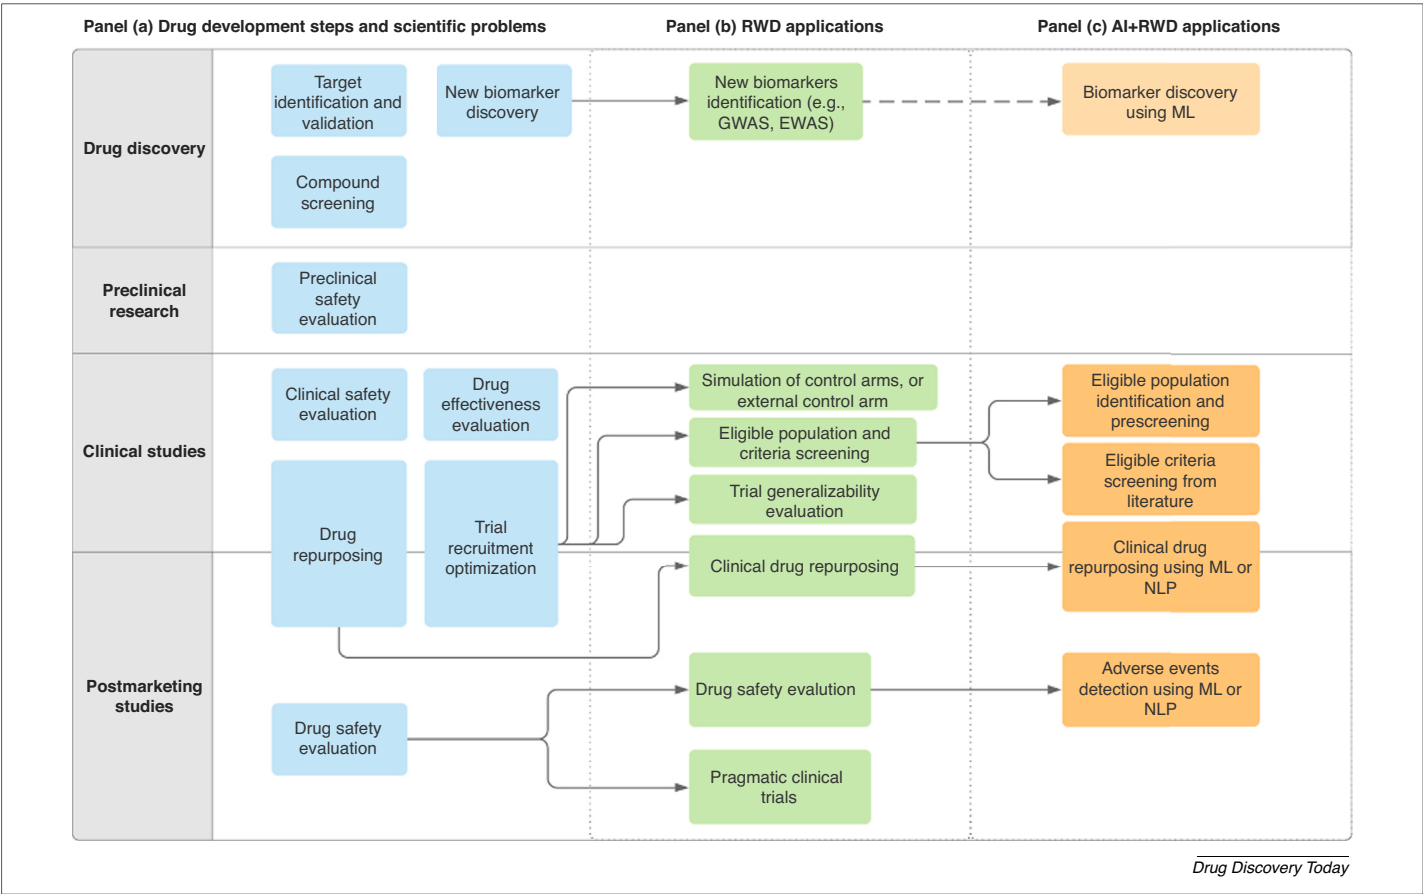 Panel (a) Drug development steps and scientific problems
Panel (b) RWD applications
Panel (c) AI+RWD applications
Drug discovery
Target
identification and
validation
New biomarker
discovery
New biomarkers
identification (e.g.,
GWAS, EWAS)
Biomarker discovery
using ML
Compound
screening
Preclinical
research
Preclinical
safety
evaluation
Clinical studies
Clinical safety
evaluation
Drug
effectiveness
evaluation
Simulation of control arms, or
external control arm
Eligible population and
criteria screening
Trial generalizability
evaluation
Eligible population
identification and
prescreening
Eligible criteria
screening from
literature
Drug
repurposing
Trial
recruitment
optimization
Clinical drug repurposing
Clinical drug
repurposing using ML or
NLP
Postmarketing
studies
Drug safety
evaluation
Drug safety evalution
Adverse events
detection using ML or
NLP
Pragmatic clinical
trials
Drug Discovery Today